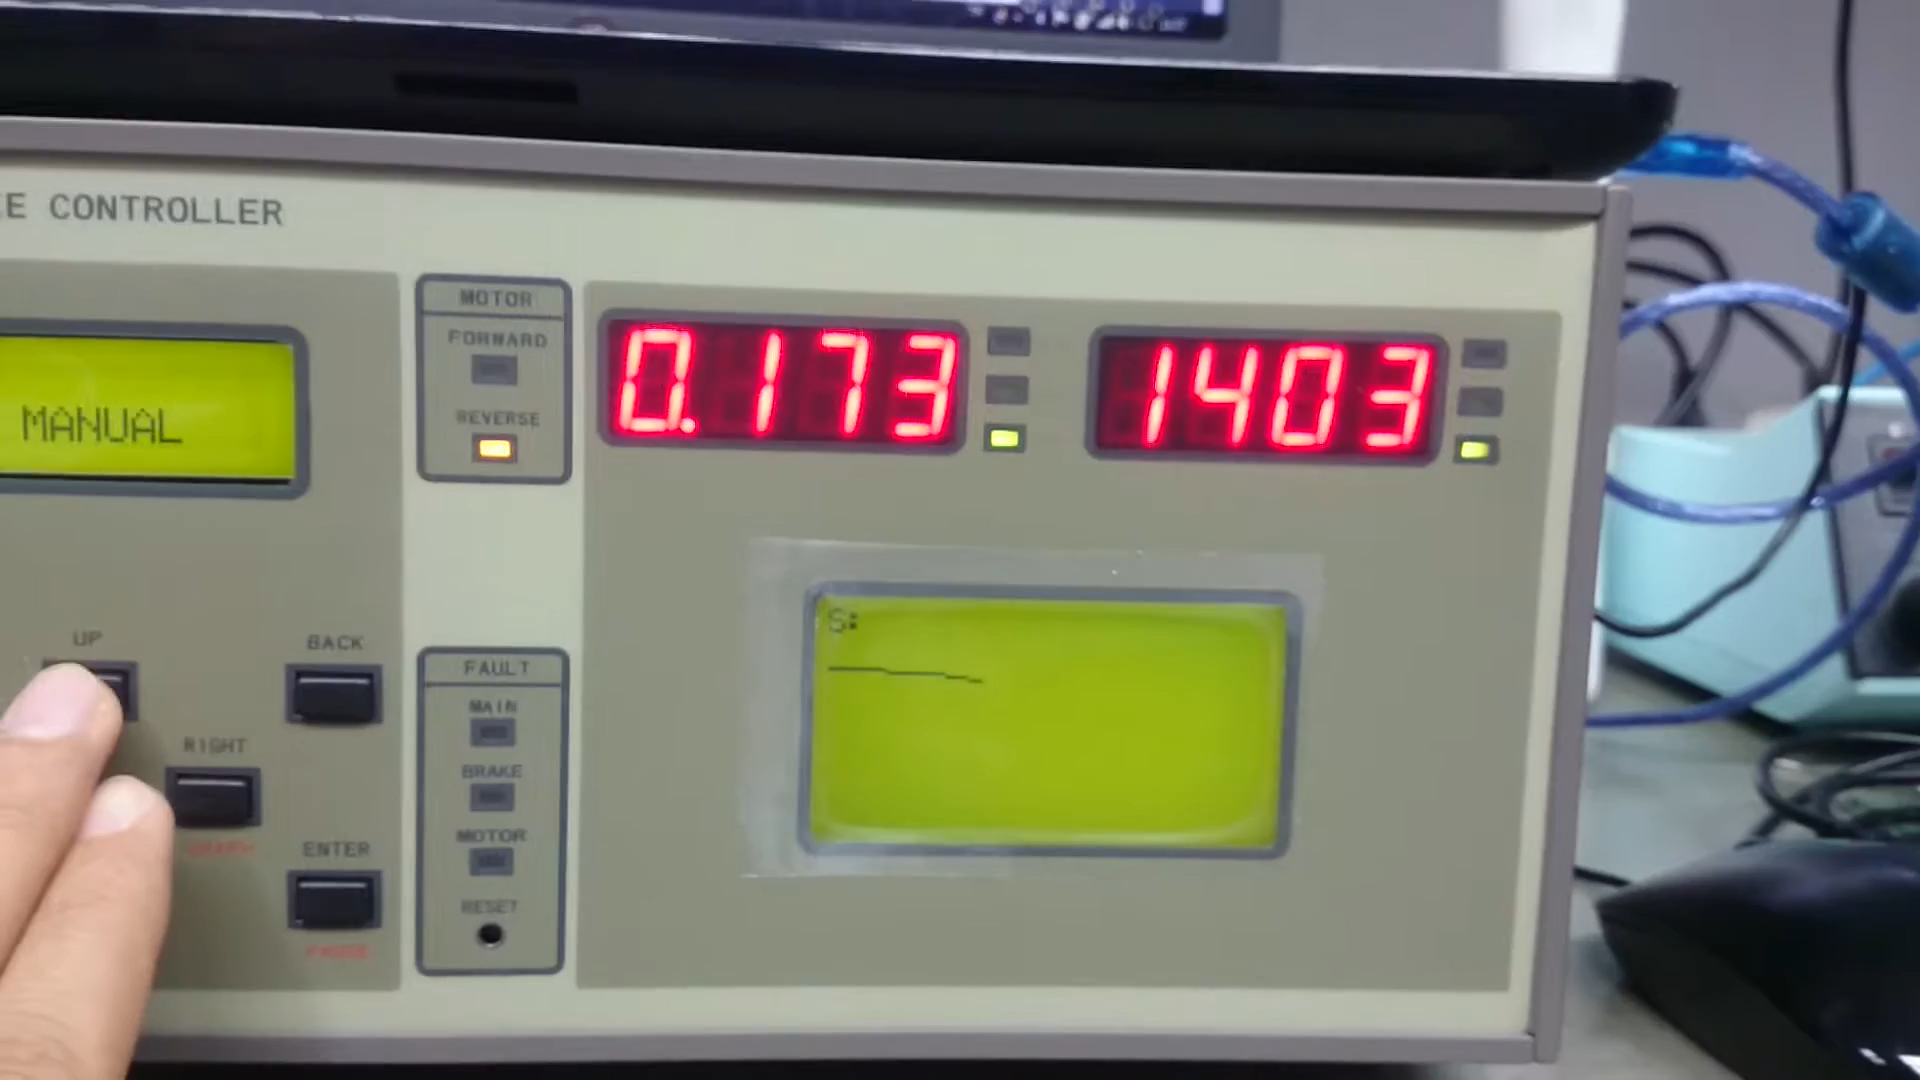 E CONTROLLER
MANUAL
MOTOR
FORWARD
REVERSE
0.173
1403
UP
BACK
RIGHT
ENTER
FAULT
MAIN
BRAKE
MOTOR
RESET
S: